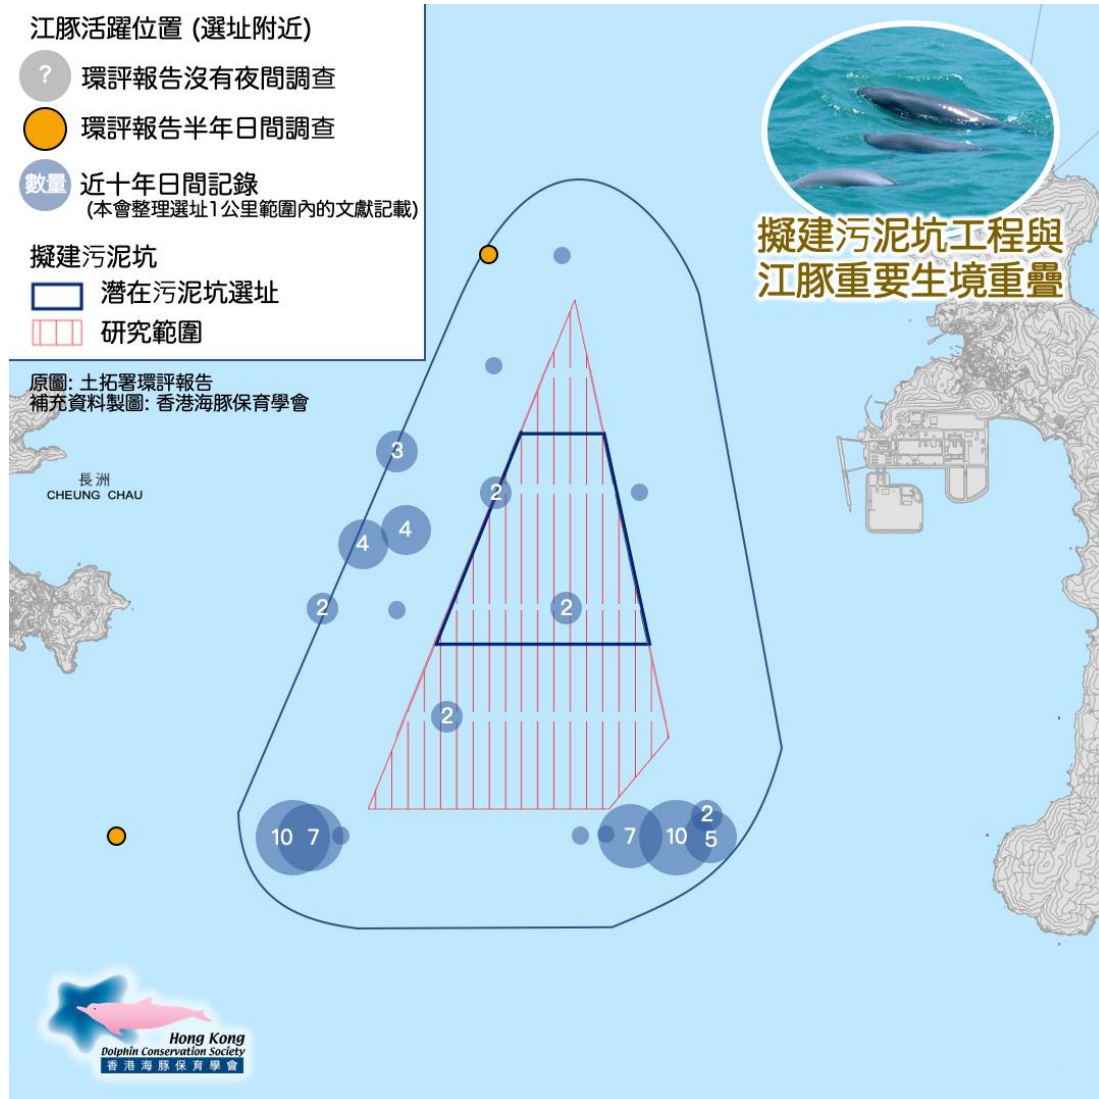 江豚活躍位置 (選址附近)
?
環評報告沒有夜間調查
環評報告半年日間調查
數量
近十年日間記錄
(本會整理選址1公里範圍內的文獻記載)
擬建污泥坑
潛在污泥坑選址
研究範圍
原圖: 土拓署環評報告
補充資料製圖: 香港海豚保育學會
擬建污泥坑工程與
江豚重要生境重疊
長洲
CHEUNG CHAU
3
2
4
4
2
2
2
10
7
7
10
2
5
Hong Kong
Dolphin Conservation Society
香港海豚保育學會